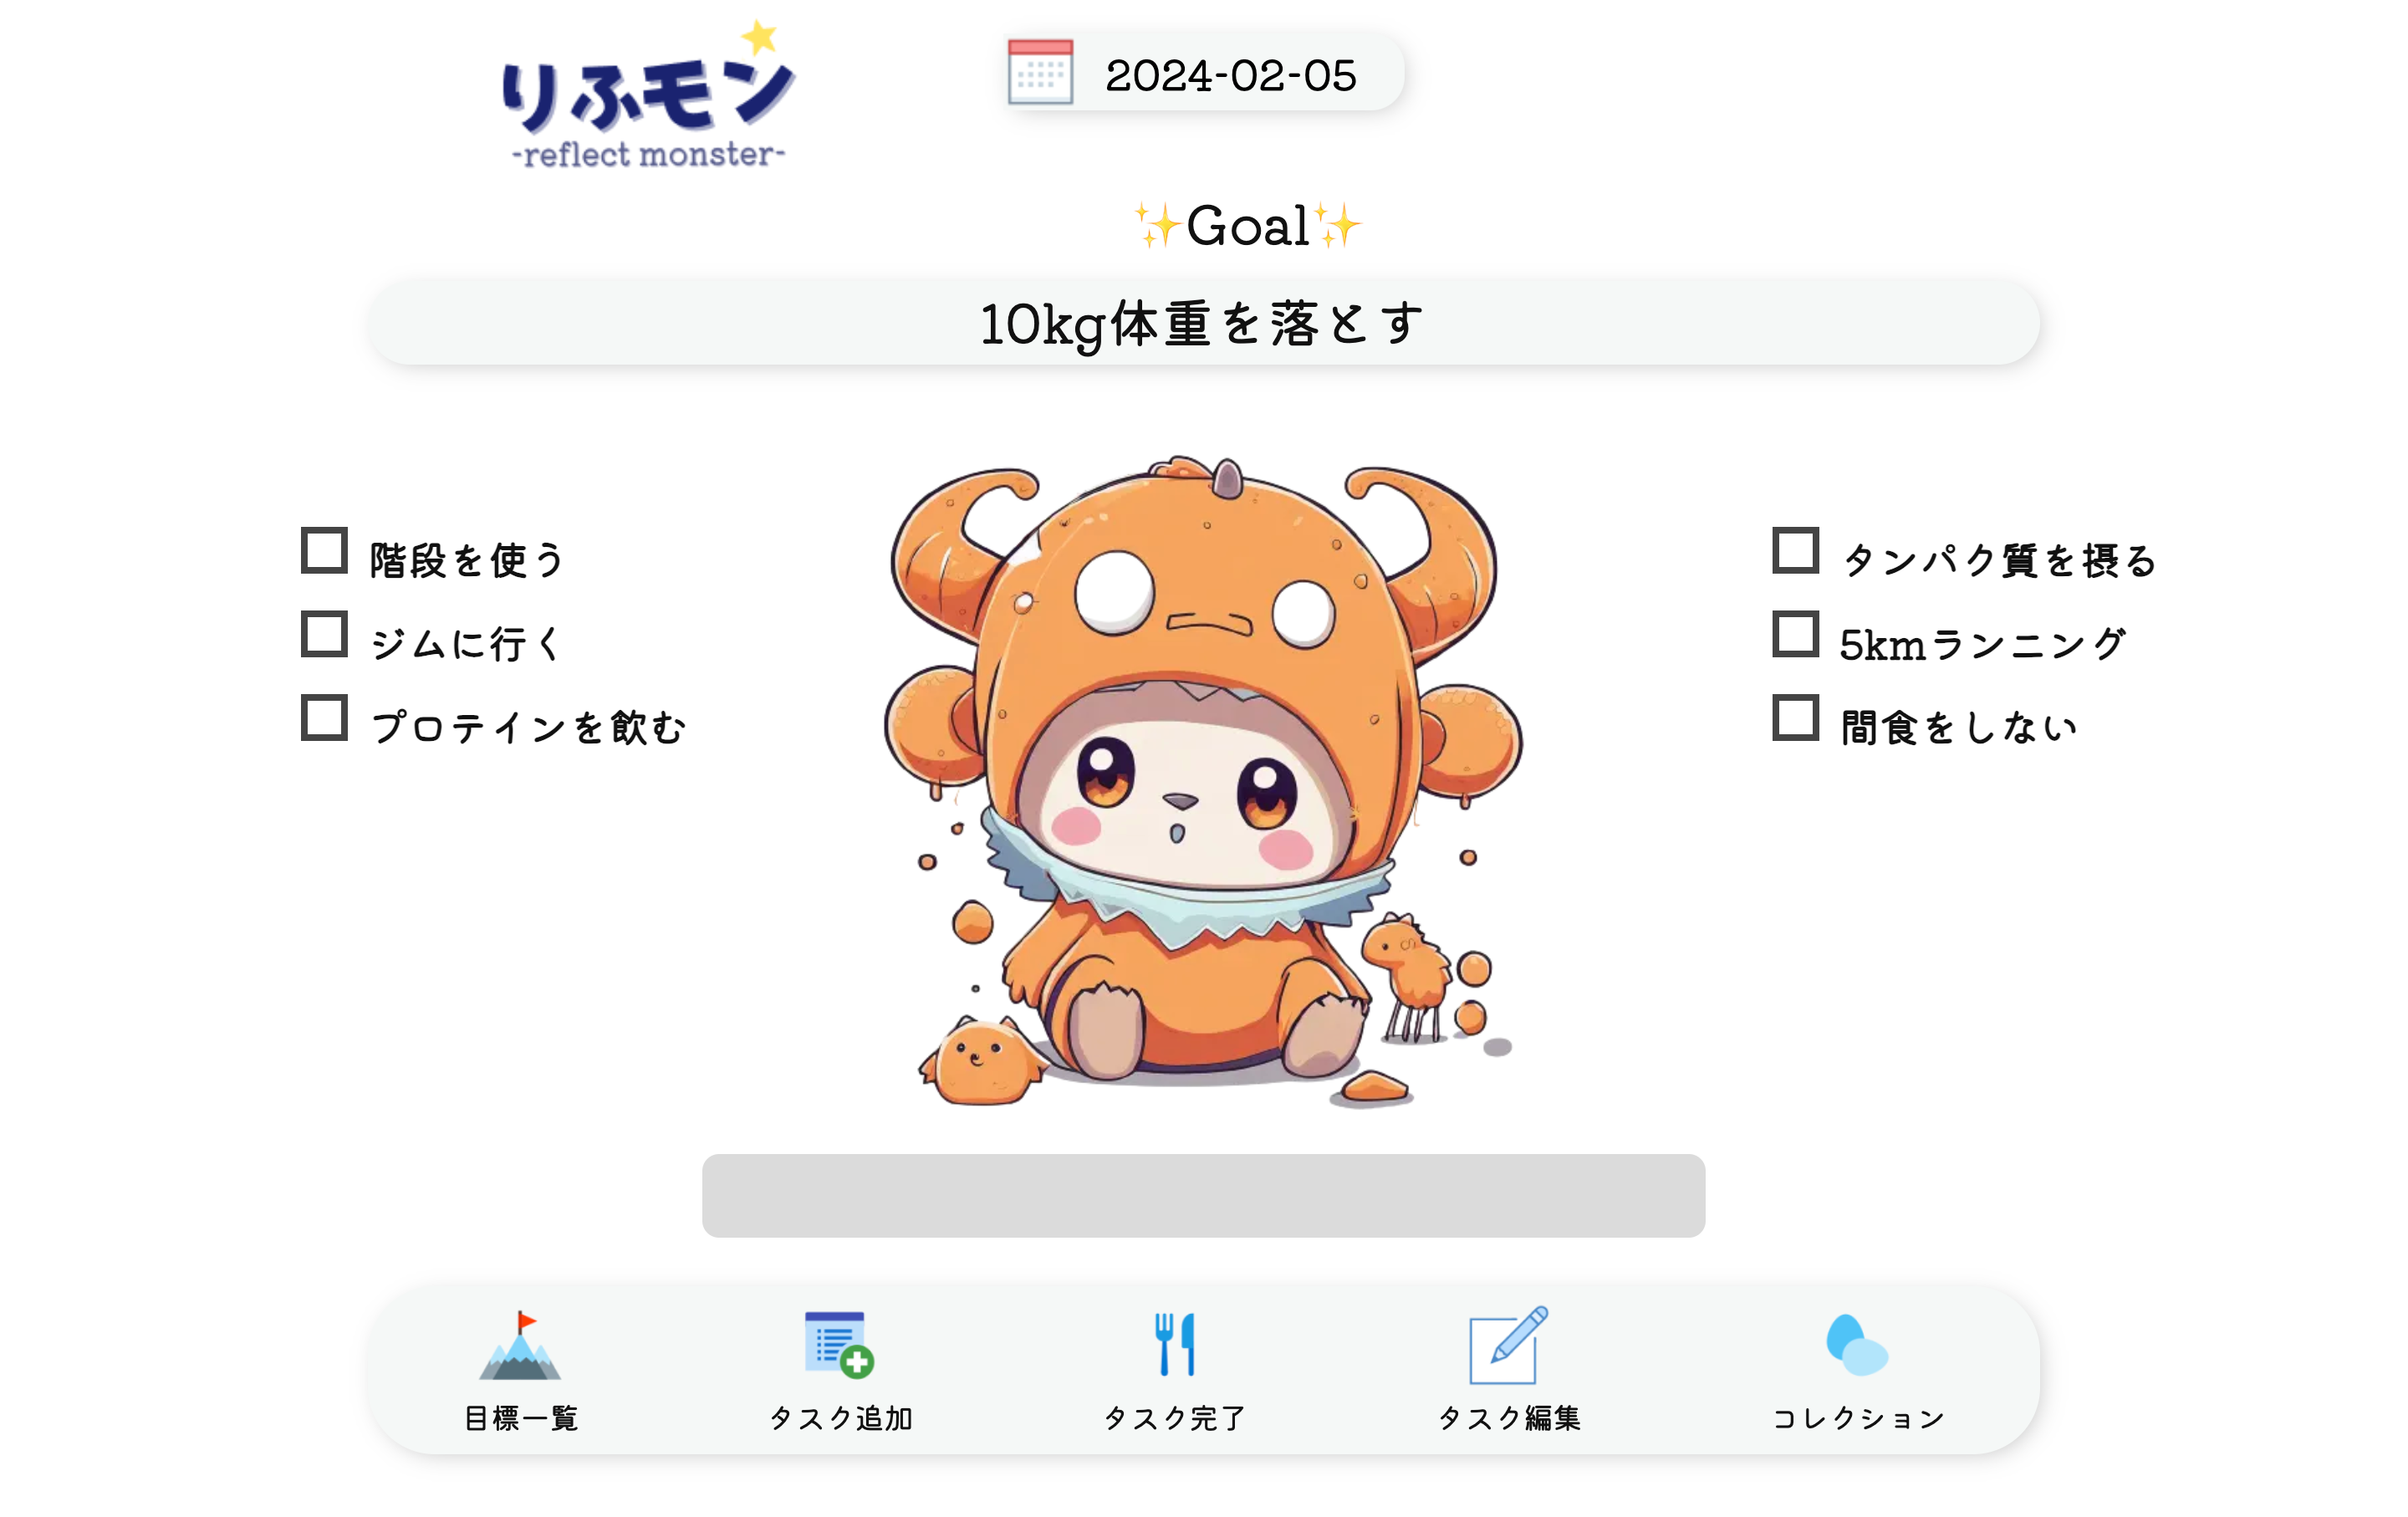 りふモン
-reflect monster-
2024-02-05
✨Goal✨
10kg体重を落とす
階段を使う
ジムに行く
プロテインを飲む
タンパク質を摂る
5kmランニング
間食をしない
目標一覧
タスク追加
タスク完了
タスク編集
コレクション